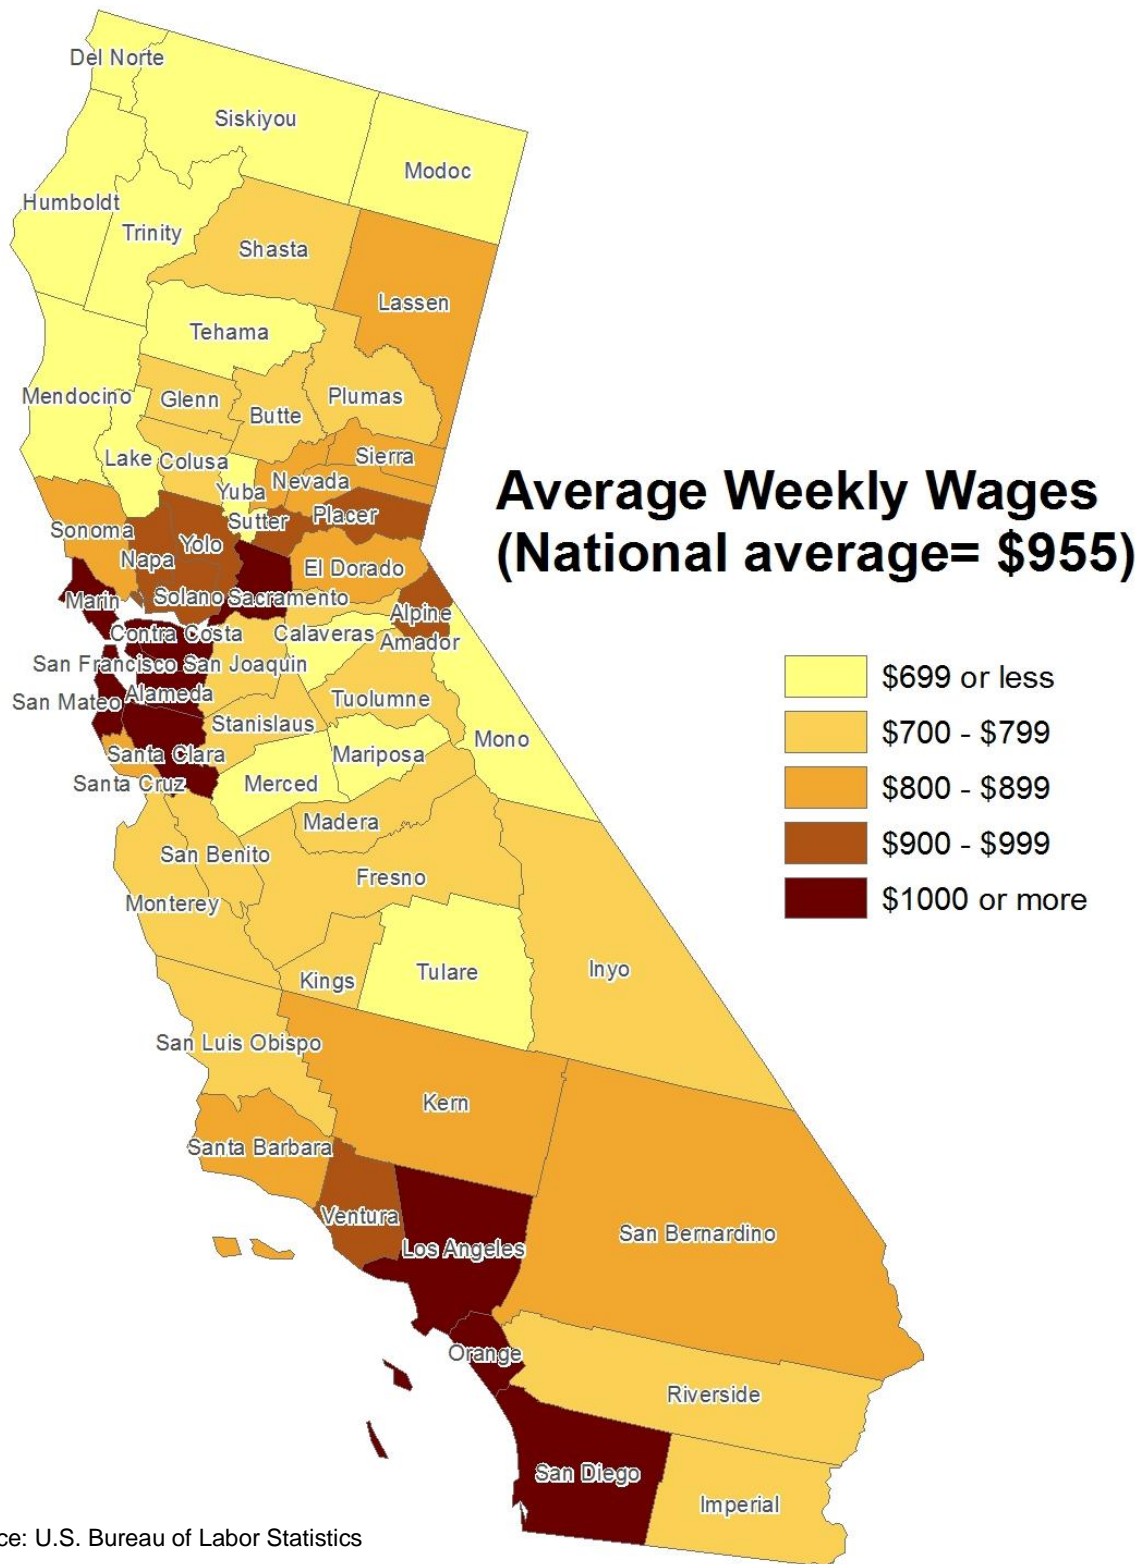 Del Norte
Siskiyou
Modoc
Humboldt
Trinity
Shasta
Lassen
Tehama
Mendocino
Glenn
Butte
Plumas
Lake
Colusa
Sierra
Nevada
Yuba
Average Weekly Wages
(National average= $955)
Sutter
Placer
Sonoma
Yolo
Napa
El Dorado
Marin
Solano
Sacramento
Alpine
Contra Costa
Calaveras
Amador
San Francisco
San Joaquin
$699 or less
San Mateo
Alameda
Tuolumne
Stanislaus
$700 - $799
Santa Clara
Mariposa
Mono
Santa Cruz
Merced
$800 - $899
Madera
San Benito
$900 - $999
Fresno
Monterey
$1000 or more
Kings
Tulare
Inyo
San Luis Obispo
Kern
Santa Barbara
Ventura
Los Angeles
San Bernardino
Orange
Riverside
San Diego
Imperial
ce: U.S. Bureau of Labor Statistics